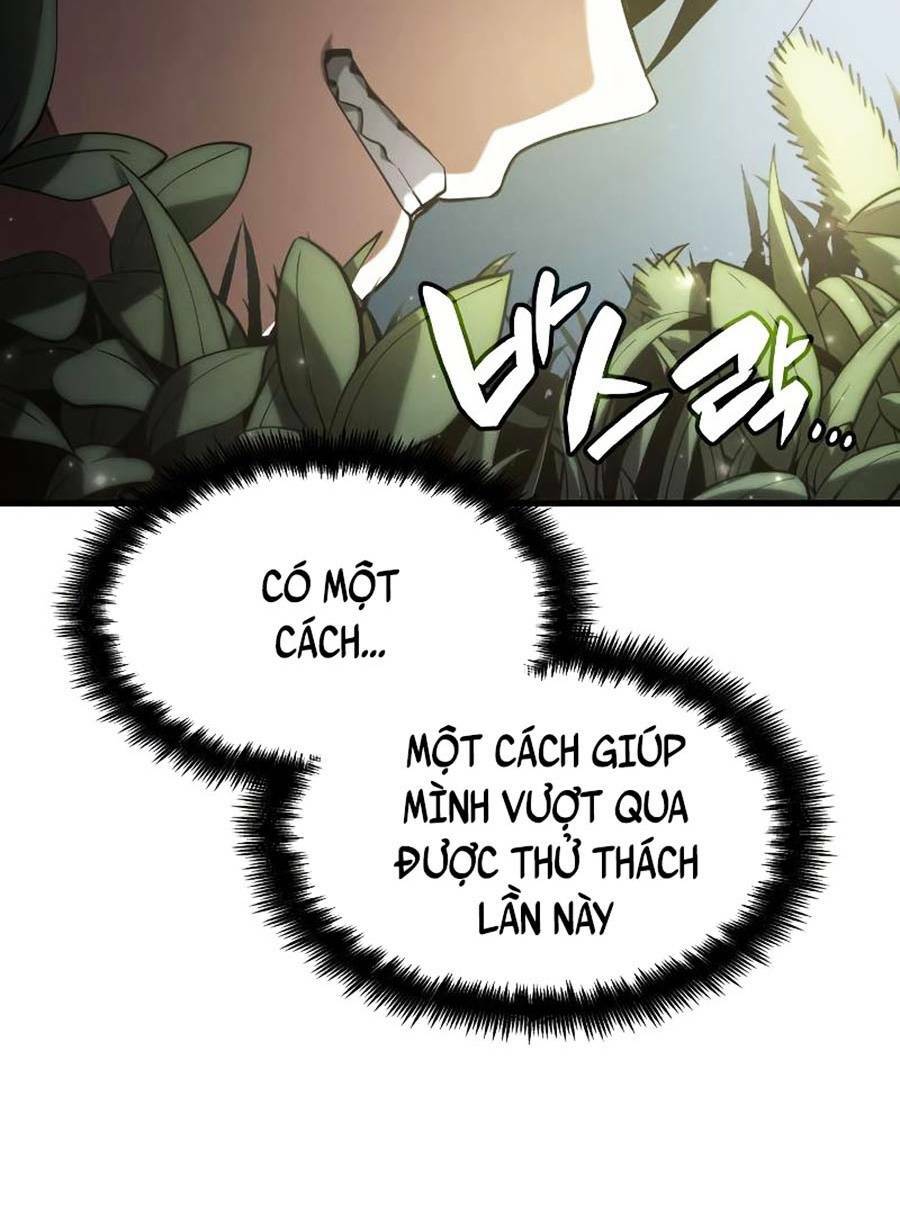 바스락...
CÓ MỘT
CÁCH...
MỘT CÁCH GIÚP
MÌNH VƯỢT QUA
ĐƯỢC THỬ THÁCH
LẦN NÀY